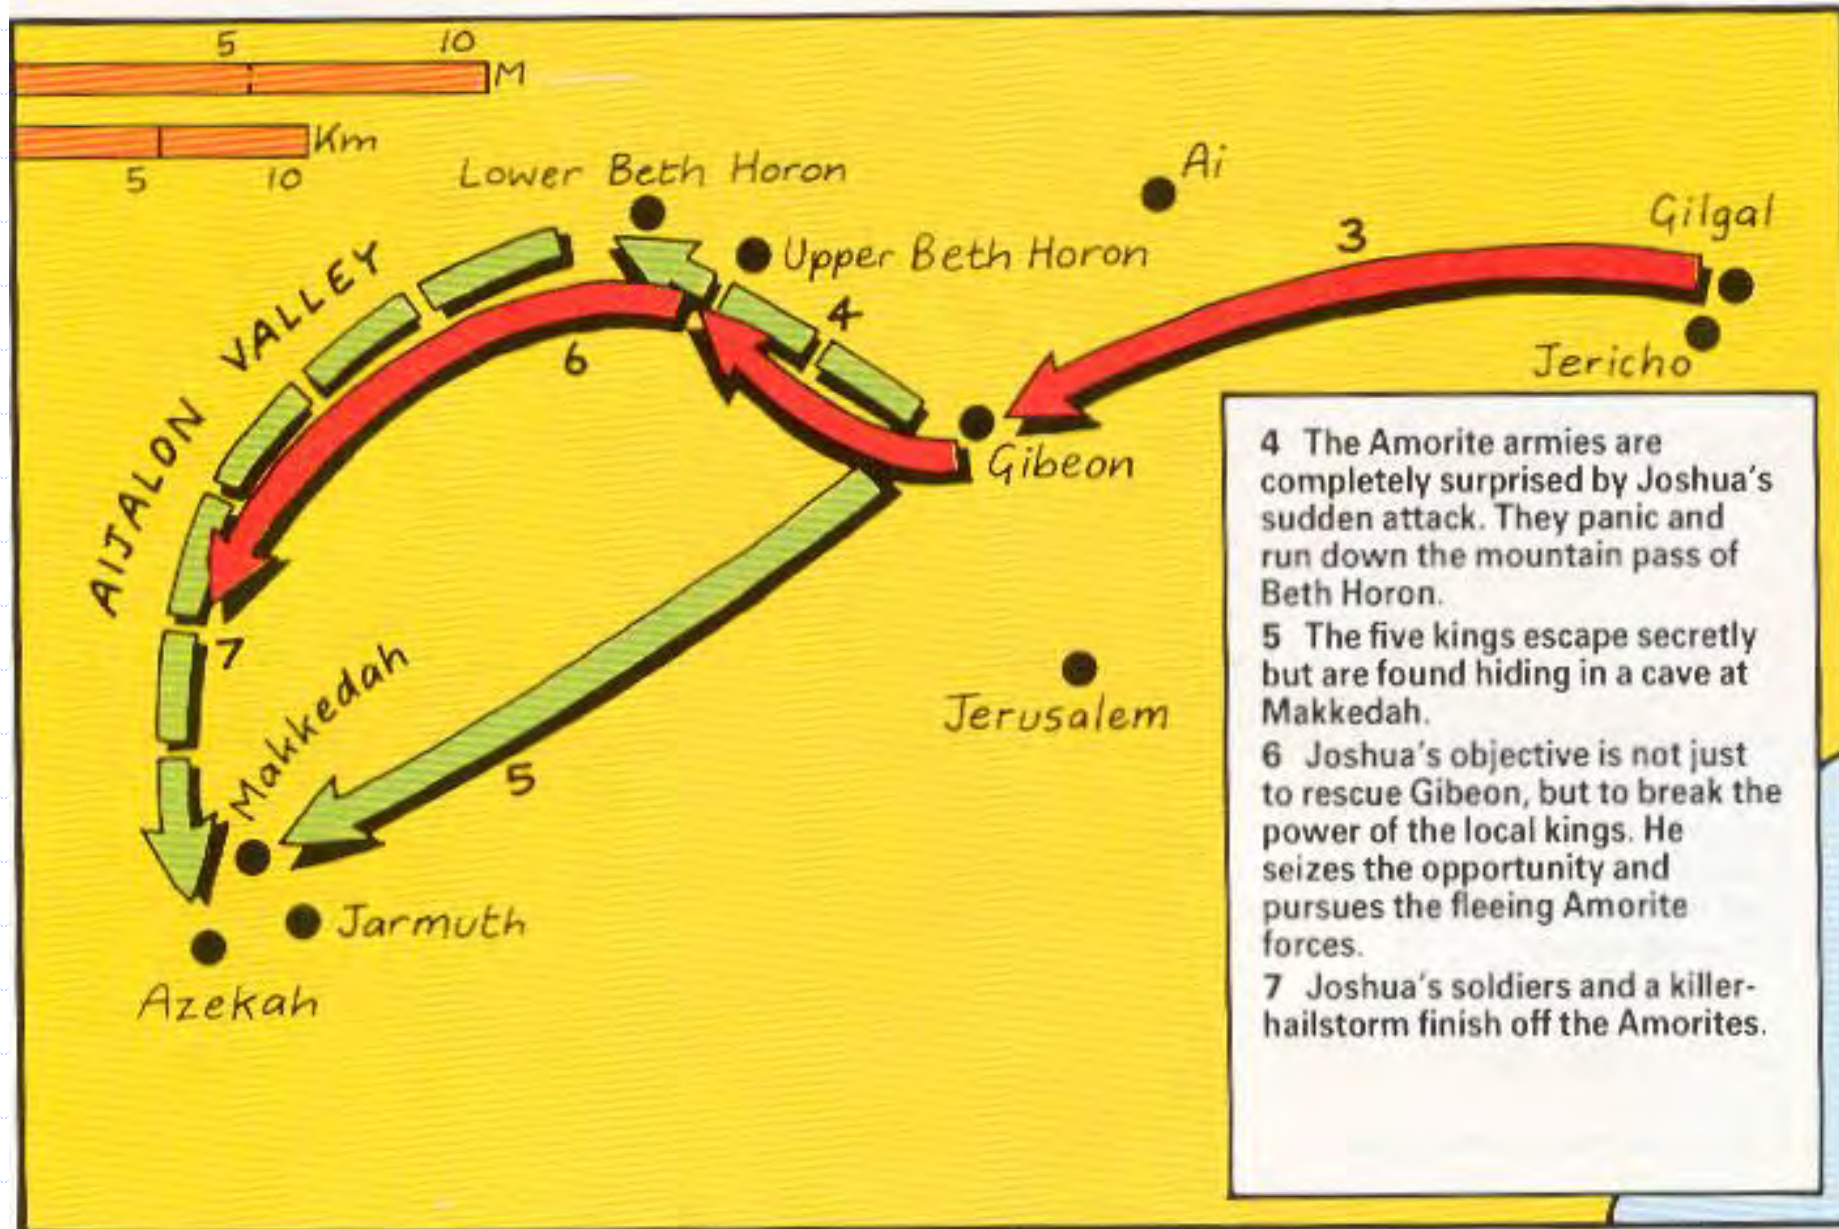 5 10
M
Km
5 10
Lower Beth Horon
Ai
Gilgal
3
Upper Beth Horon
4
AIJALON VALLEY
6
Jericho
Gibeon
7
Makkedah
Jerusalem
5
Jarmuth
Azekah
4 The Amorite armies are
completely surprised by Joshua's
sudden attack. They panic and
run down the mountain pass of
Beth Horon.
5 The five kings escape secretly
but are found hiding in a cave at
Makkedah.
6 Joshua's objective is not just
to rescue Gibeon, but to break the
power of the local kings. He
seizes the opportunity and
pursues the fleeing Amorite
forces.
7 Joshua's soldiers and a killer-
hailstorm finish off the Amorites.